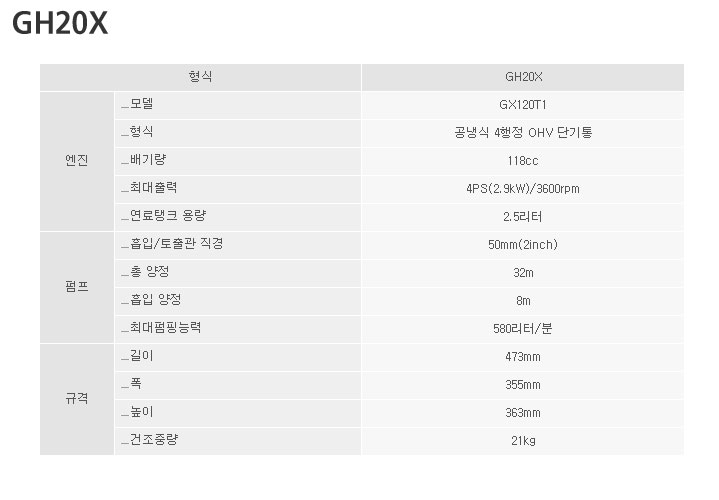 GH20X
형식 GH20X
엔진
_모델 GX120T1
_형식 공냉식 4행정 OHV 단기통
_배기량 118cc
_최대출력 4PS(2.9kW)/3600rpm
_연료탱크 용량 2.5리터
펌프
_흡입/토출관 직경 50mm(2inch)
_총 양정 32m
_흡입 양정 8m
_최대펌핑능력 580리터/분
규격
_길이 473mm
_폭 355mm
_높이 363mm
_건조중량 21kg